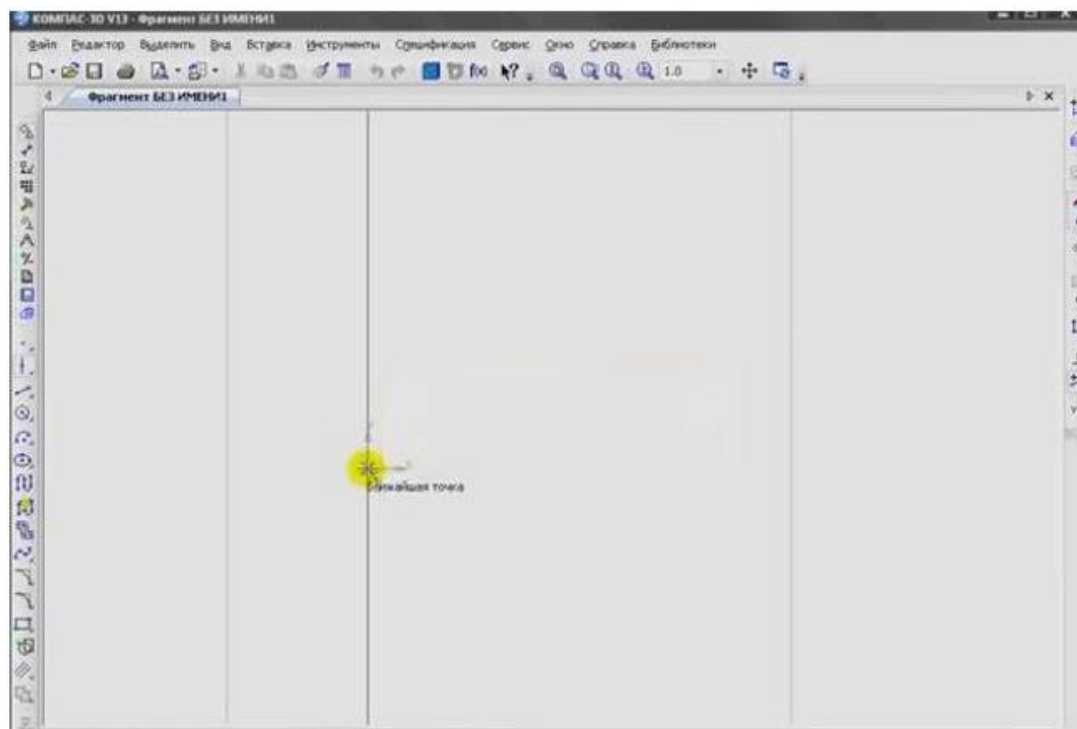 КОМПАС-3D V13 - Фрагмент БЕЗ ИМЕНИ1
Файл Редактор Выделить Вид Вставка Инструменты Спецификация Сервис Окно Справка Библиотеки
f(x) 1.0
Фрагмент БЕЗ ИМЕНИ1
Ближайшая точка